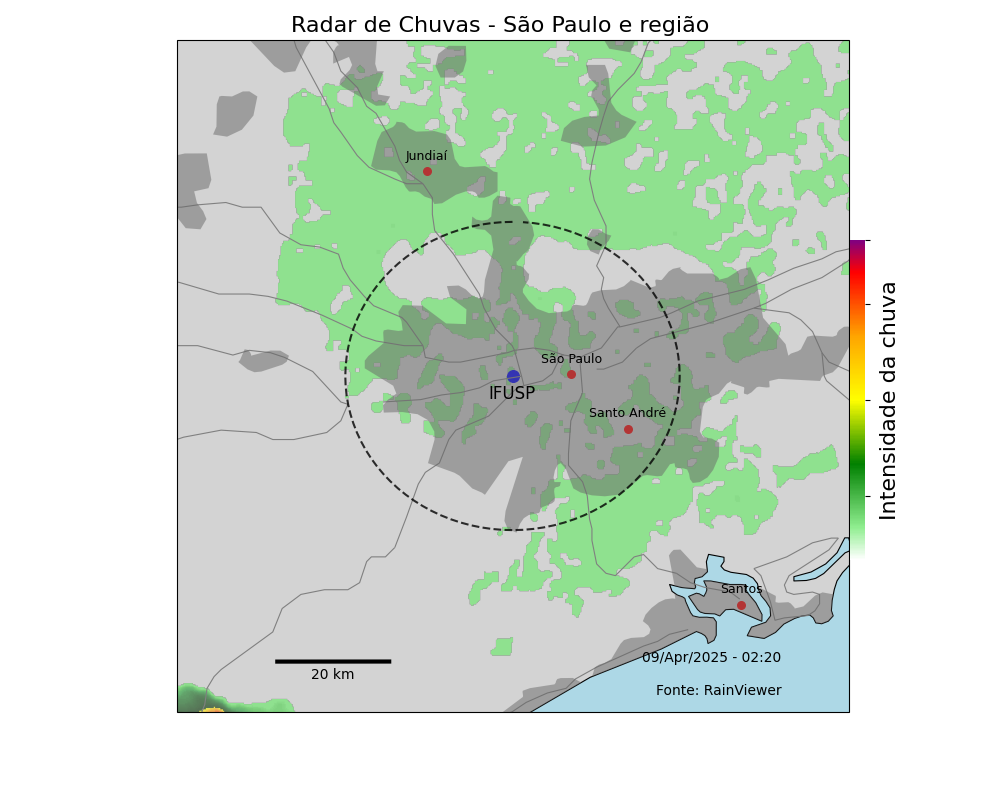 Radar de Chuvas - São Paulo e região
Jundiaí
São Paulo
IFUSP
Santo André
Intensidade da chuva
Santos
09/Apr/2025 - 02:20
20 km
Fonte: RainViewer